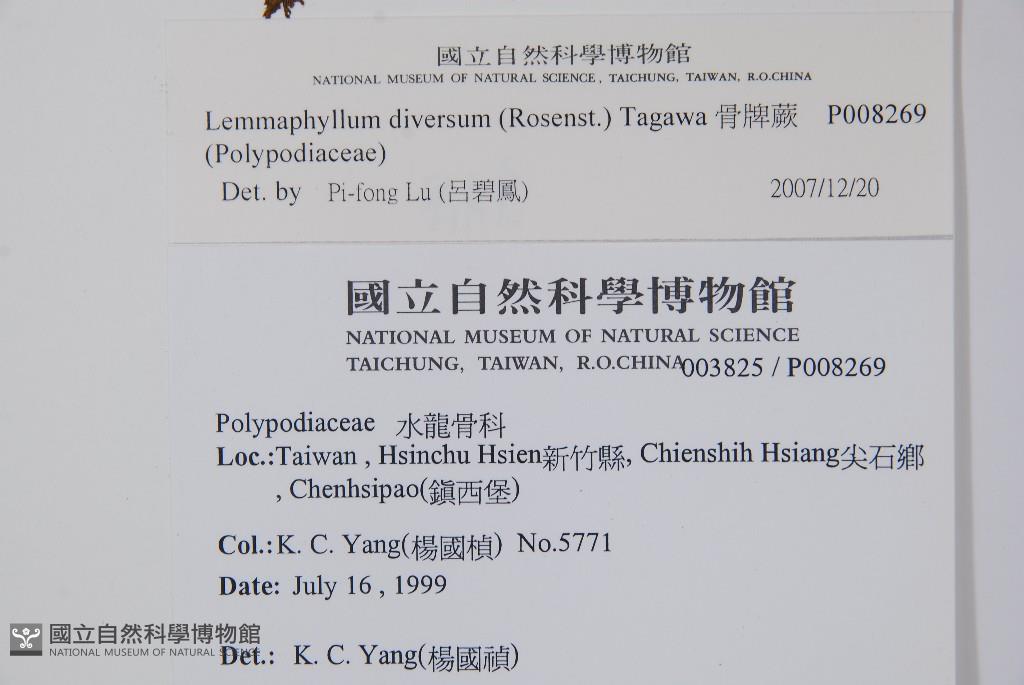 國立自然科學博物館
NATIONAL MUSEUM OF NATURAL SCIENCE, TAICHUNG, TAIWAN, R.O.CHINA
Lemmaphyllum diversum (Rosenst.) Tagawa 骨牌蕨 P008269
(Polypodiaceae)
Det. by Pi-fong Lu (呂碧鳳) 2007/12/20
國立自然科學博物館
NATIONAL MUSEUM OF NATURAL SCIENCE
TAICHUNG, TAIWAN, R.O.CHINA 003825 / P008269
Polypodiaceae 水龍骨科
Loc.:Taiwan , Hsinchu Hsien新竹縣, Chienshih Hsiang尖石鄉
, Chenhsipao(鎮西堡)
Col.: K. C. Yang(楊國楨) No.5771
Date: July 16 , 1999
Det.: K. C. Yang(楊國禎)
國立自然科學博物館
NATIONAL MUSEUM OF NATURAL SCIENCE